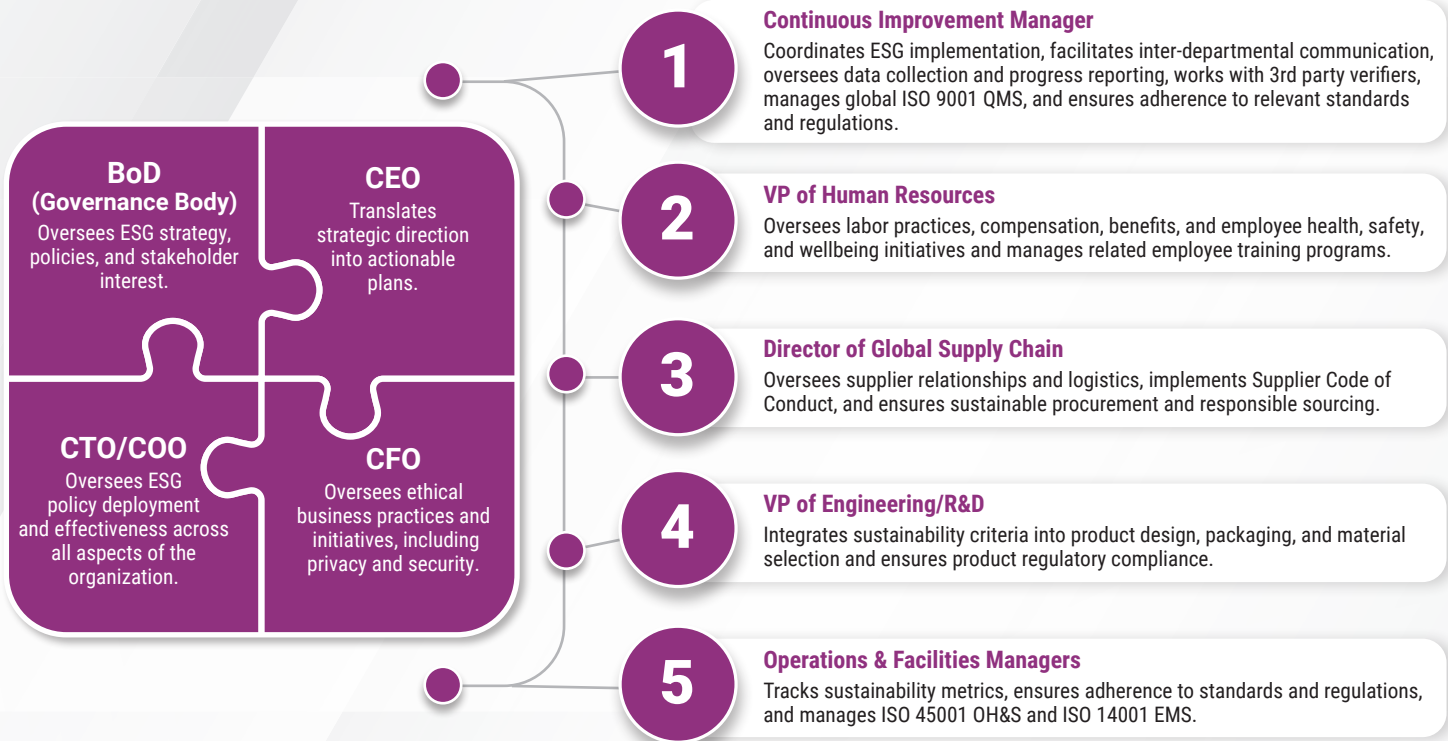 BoD
(Governance Body)
Oversees ESG strategy,
policies, and stakeholder
interest.
CEO
Translates
strategic direction
into actionable
plans.
CTO/COO
Oversees ESG
policy deployment
and effectiveness across
all aspects of the
organization.
CFO
Oversees ethical
business practices and
initiatives, including
privacy and security.
1
Continuous Improvement Manager
Coordinates ESG implementation, facilitates inter-departmental communication,
oversees data collection and progress reporting, works with 3rd party verifiers,
manages global ISO 9001 QMS, and ensures adherence to relevant standards
and regulations.
2
VP of Human Resources
Oversees labor practices, compensation, benefits, and employee health, safety,
and wellbeing initiatives and manages related employee training programs.
3
Director of Global Supply Chain
Oversees supplier relationships and logistics, implements Supplier Code of
Conduct, and ensures sustainable procurement and responsible sourcing.
4
VP of Engineering/R&D
Integrates sustainability criteria into product design, packaging, and material
selection and ensures product regulatory compliance.
5
Operations & Facilities Managers
Tracks sustainability metrics, ensures adherence to standards and regulations,
and manages ISO 45001 OH&S and ISO 14001 EMS.